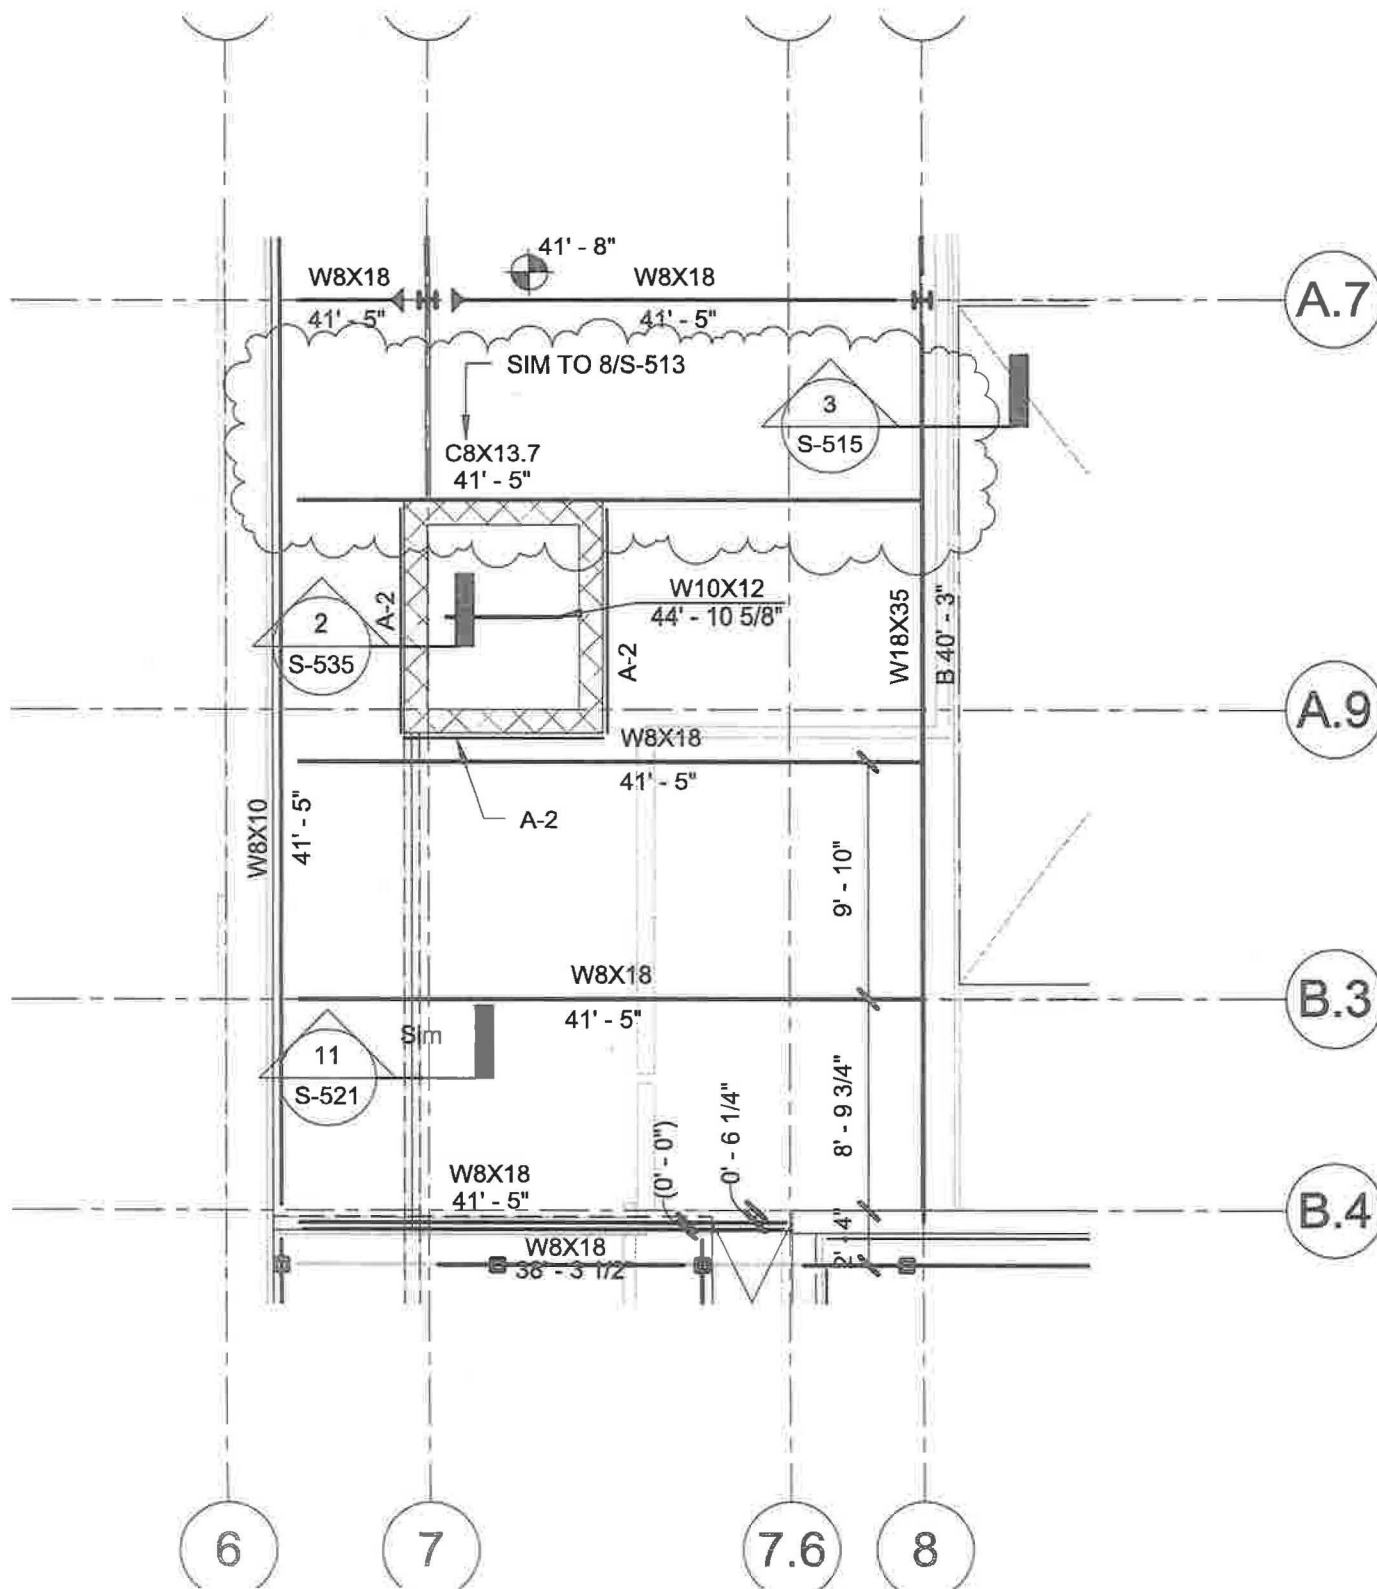 41' - 8"
W8X18
W8X18
41' - 5"
41' - 5"
A.7
SIM TO 8/S-513
3
S-515
C8X13.7
41' - 5"
A-2
W10X12
44' - 10 5/8"
2
S-535
A-2
W18X35
B 40' - 3"
A.9
W8X18
41' - 5"
A-2
W8X10
41' - 5"
9' - 10"
W8X18
41' - 5"
B.3
Sim
11
S-521
8' - 9 3/4"
(0' - 0")
0' - 6 1/4"
W8X18
41' - 5"
B.4
W8X18
38' - 3 1/2"
2' - 4"
6
7
7.6
8